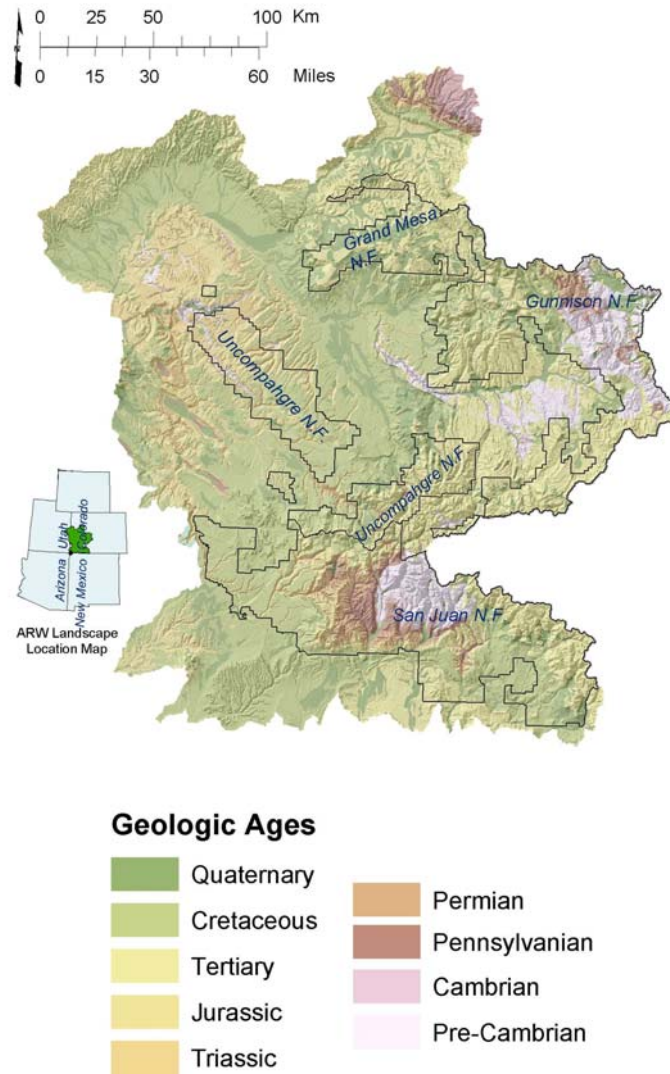 0 25 50 100 Km
N
0 15 30 60 Miles
Grand Mesa
N.F.
Gunnison N.F
Uncompahgre N.F
Uncompahgre N.F
San Juan N.F
Utah
Colorado
Arizona
New Mexico
ARW Landscape
Location Map
Geologic Ages
Quaternary
Cretaceous
Tertiary
Jurassic
Triassic
Permian
Pennsylvanian
Cambrian
Pre-Cambrian